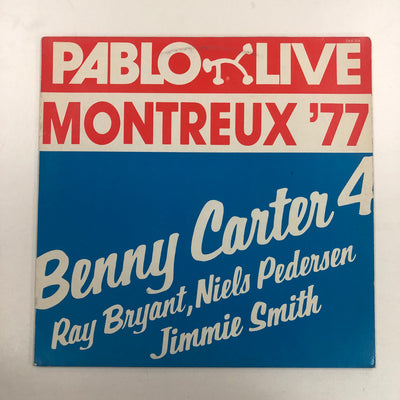 PABLO LIVE
MONTREUX '77
Benny Carter 4
Ray Bryant, Niels Pedersen
Jimmie Smith